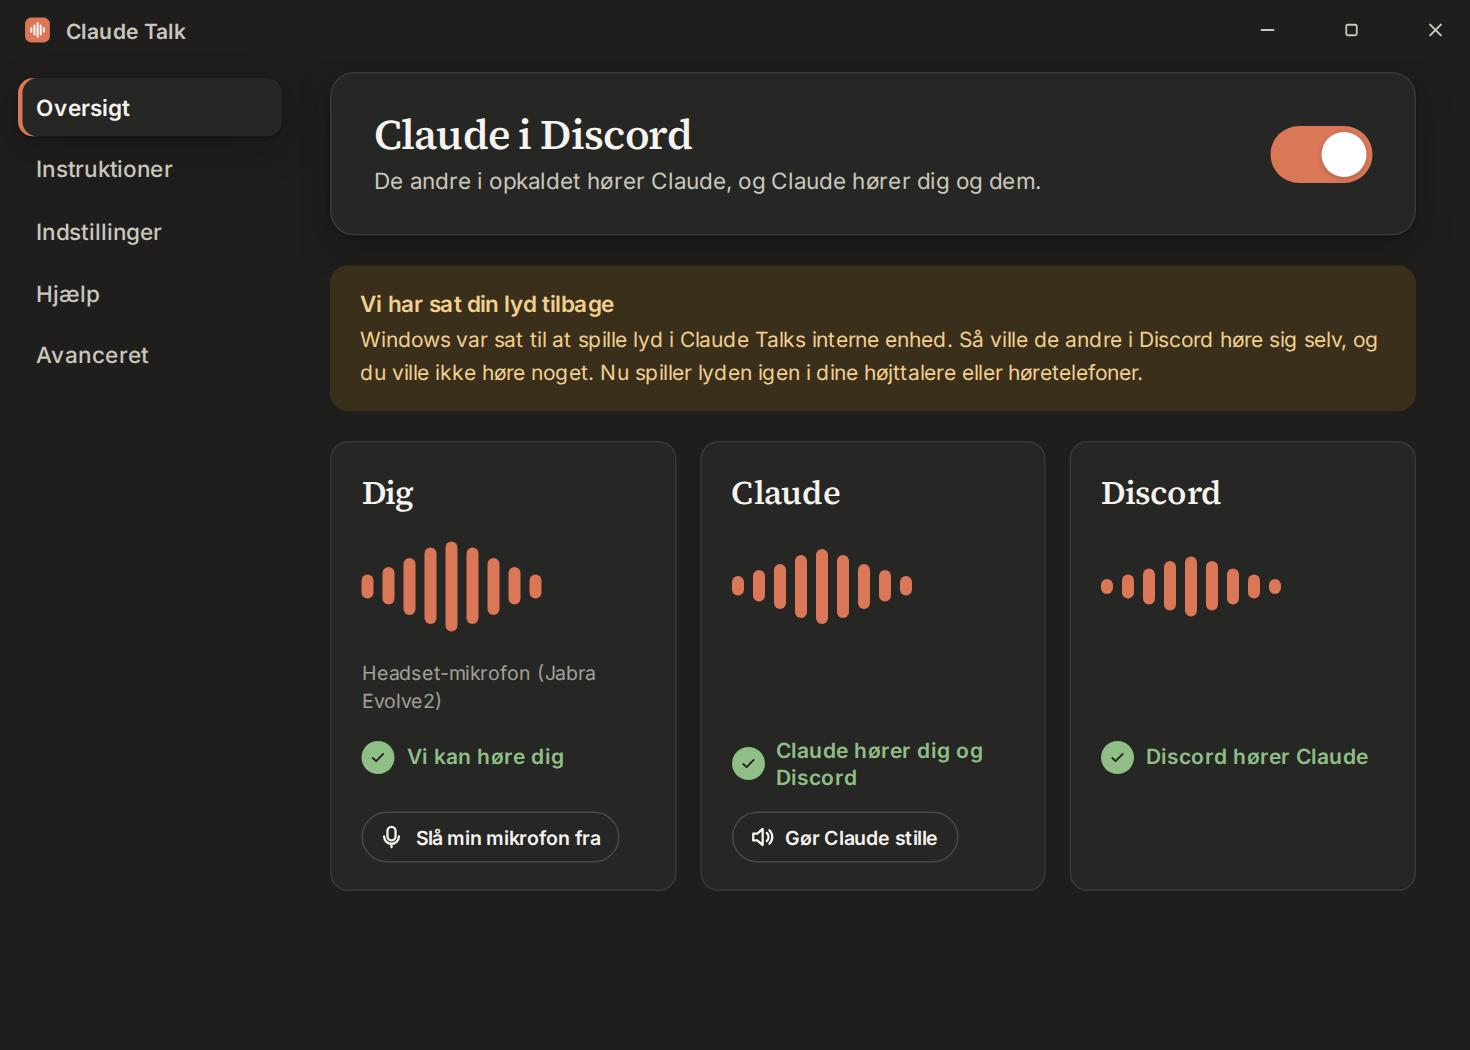 Claude Talk
Oversigt
Instruktioner
Indstillinger
Hjælp
Avanceret
Claude i Discord
De andre i opkaldet hører Claude, og Claude hører dig og dem.
Vi har sat din lyd tilbage
Windows var sat til at spille lyd i Claude Talks interne enhed. Så ville de andre i Discord høre sig selv, og
du ville ikke høre noget. Nu spiller lyden igen i dine højttalere eller høretelefoner.
Dig
Headset-mikrofon (Jabra
Evolve2)
Vi kan høre dig
Slå min mikrofon fra
Claude
Claude hører dig og
Discord
Gør Claude stille
Discord
Discord hører Claude